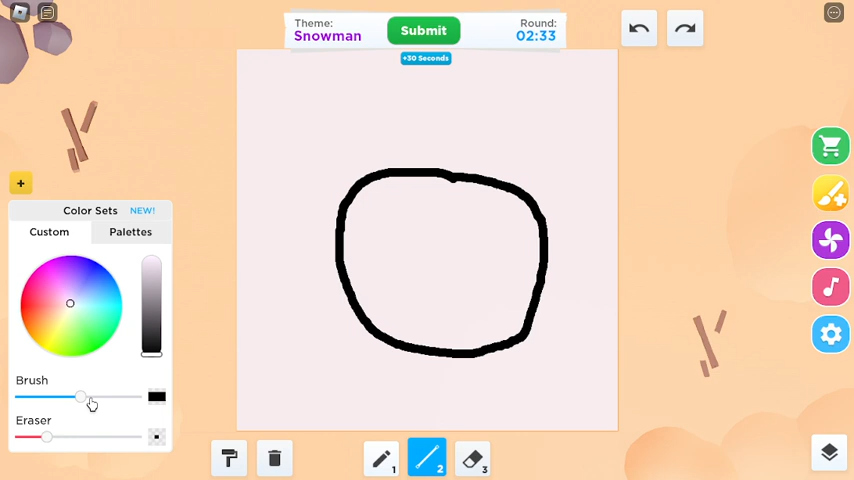 Theme:
Snowman
Submit
Round:
02:33
+30 Seconds
+
Color Sets NEW!
Custom Palettes
Brush
Eraser
1
2
3